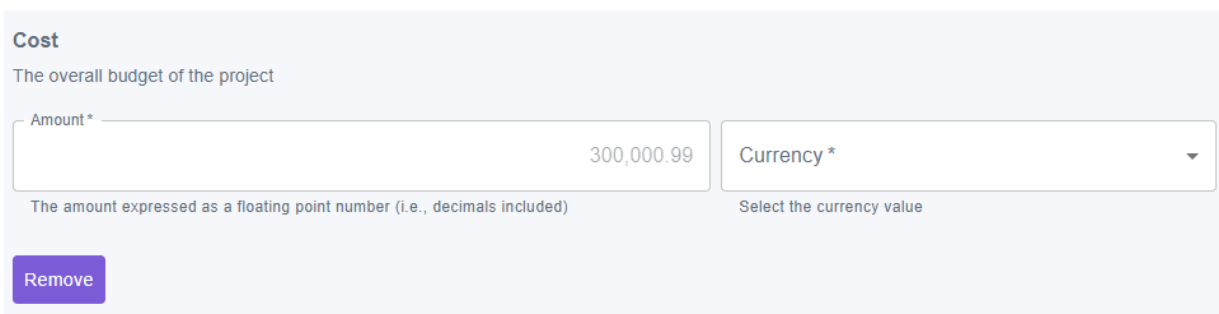 Cost
The overall budget of the project
Amount *
300,000.99
Currency *
The amount expressed as a floating point number (i.e., decimals included)
Select the currency value
Remove